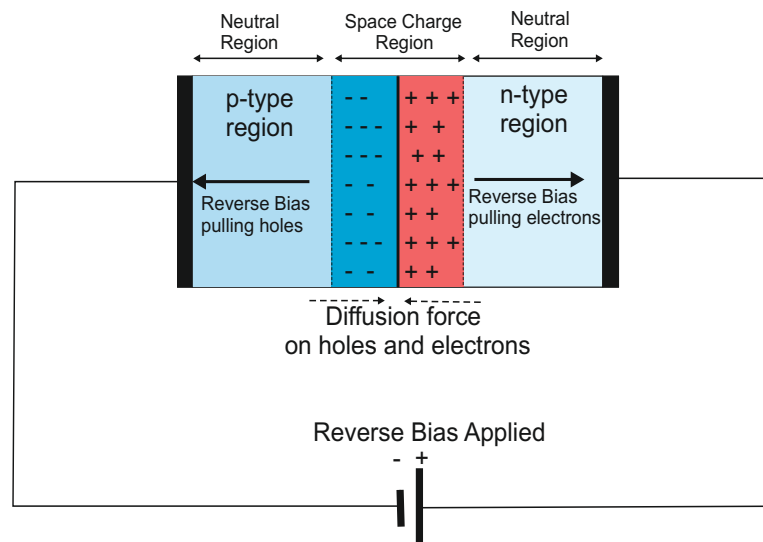 Neutral
Region
Space Charge
Region
Neutral
Region
p-type
region
n-type
region
- -
- - -
- - -
- -
- -
- - -
- -
+ + +
+ +
+ +
+ + +
+ +
+ + +
+ +
Reverse Bias
pulling holes
Reverse Bias
pulling electrons
Diffusion force
on holes and electrons
Reverse Bias Applied
- +